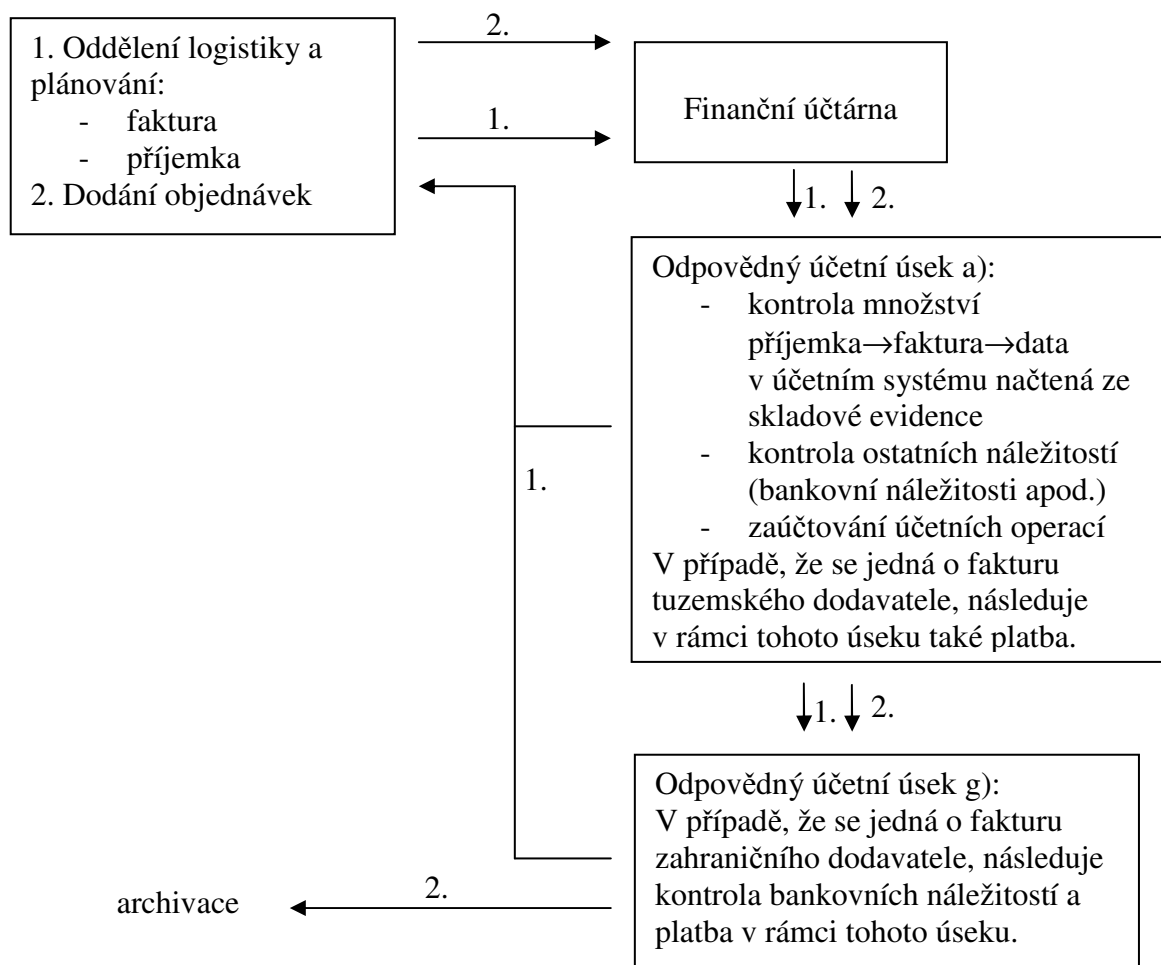 1. Oddělení logistiky a
plánování:
- faktura
- příjemka
2. Dodání objednávek
2.
1.
Finanční účtárna
1. 2.
Odpovědný účetní úsek a):
- kontrola množství
příjemka→faktura→data
v účetním systému načtená ze
skladové evidence
- kontrola ostatních náležitostí
(bankovní náležitosti apod.)
- zaúčtování účetních operací
V případě, že se jedná o fakturu
tuzemského dodavatele, následuje
v rámci tohoto úseku také platba.
1.
1. 2.
Odpovědný účetní úsek g):
V případě, že se jedná o fakturu
zahraničního dodavatele, následuje
kontrola bankovních náležitostí a
platba v rámci tohoto úseku.
2.
archivace